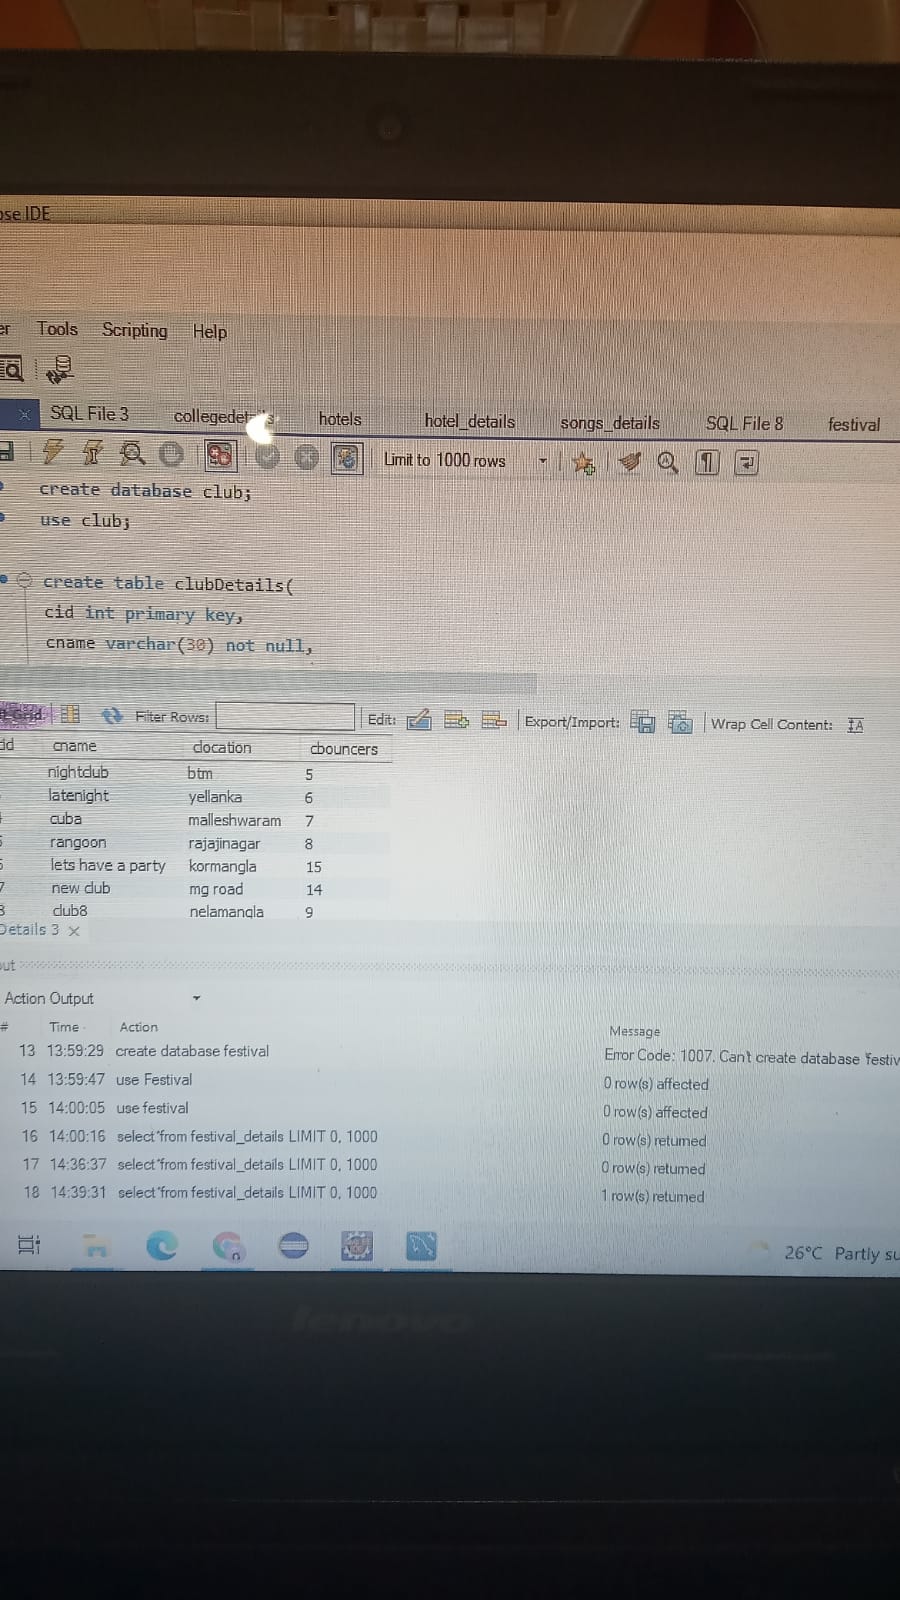 ose IDE
er Tools Scripting Help
SQL File 3 hotels hotel_details songs_details SQL File 8 festival
Limit to 1000 rows
create database club;
use club;
create table clubDetails(
cid int primary key,
cname varchar(30) not null,
Grid Filter Rows: Edit: Export/Import: Wrap Cell Content: IA
cname clocation cbouncers
nightclub btm 5
latenight yellanka 6
4 cuba malleshwaram 7
5 rangoon rajajinagar 8
6 lets have a party kormangla 15
7 new club mg road 14
8 club8 nelamangla 9
Details 3
out
Action Output
# Time Action Message
13 13:59:29 create database festival Error Code: 1007. Can't create database 'festiv
14 13:59:47 use Festival 0 row(s) affected
15 14:00:05 use festival 0 row(s) affected
16 14:00:16 select*from festival_details LIMIT 0, 1000 0 row(s) returned
17 14:36:37 select*from festival_details LIMIT 0, 1000 0 row(s) returned
18 14:39:31 select*from festival_details LIMIT 0, 1000 1 row(s) returned
26°C Partly su
lenovo